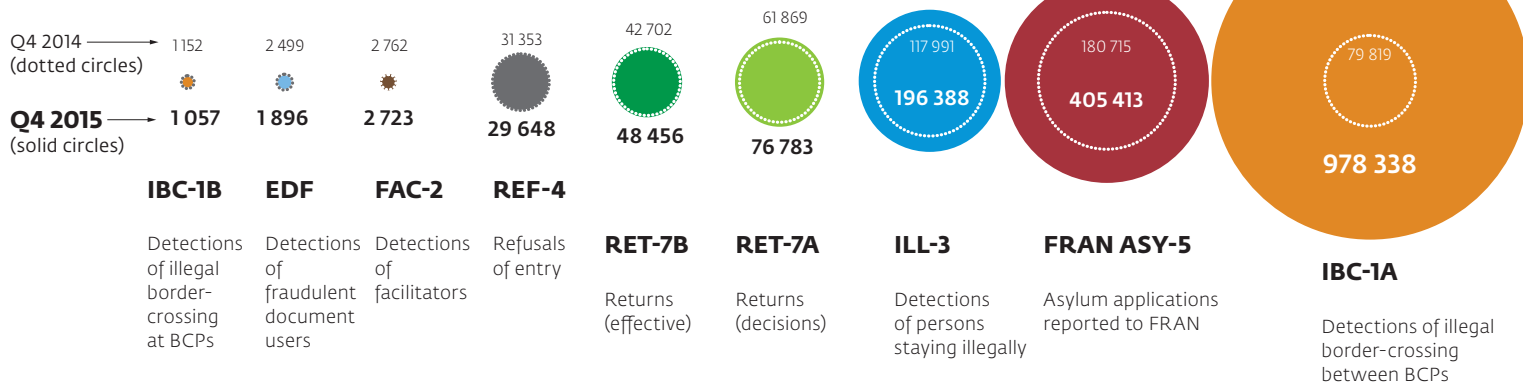 Q4 2014
(dotted circles)
1 152
2 499
2 762
31 353
42 702
61 869
117 991
180 715
79 819
Q4 2015
(solid circles)
1 057
1 896
2 723
29 648
48 456
76 783
196 388
405 413
978 338
IBC-1B
Detections
of illegal
border-
crossing
at BCPs
EDF
Detections
of
fraudulent
document
users
FAC-2
Detections
of
facilitators
REF-4
Refusals
of entry
RET-7B
Returns
(effective)
RET-7A
Returns
(decisions)
ILL-3
Detections
of persons
staying illegally
FRAN ASY-5
Asylum applications
reported to FRAN
IBC-1A
Detections of illegal
border-crossing
between BCPs